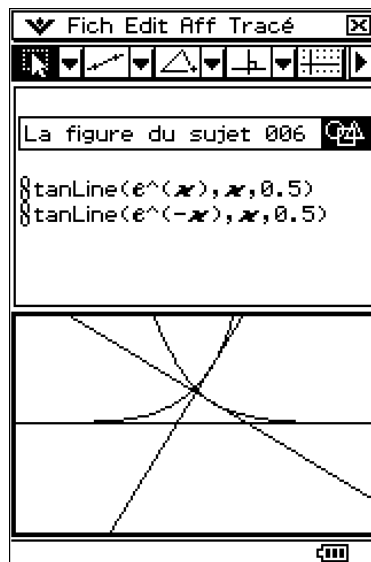 Fich Edit Aff Tracé
La figure du sujet 006
tanLine(e^(x),x,0.5)
tanLine(e^(-x),x,0.5)